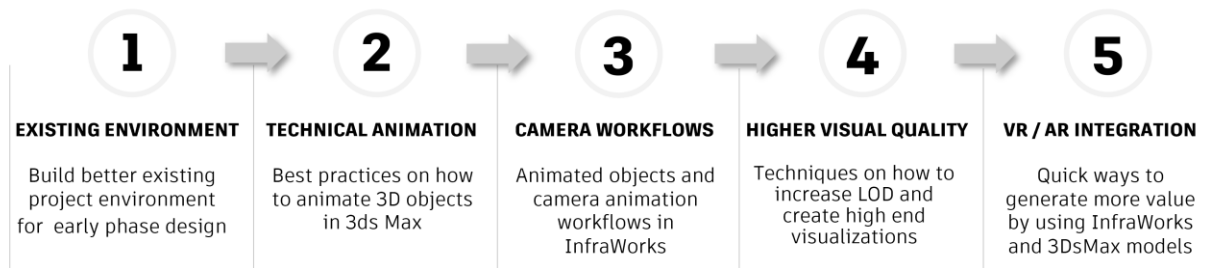 1
2
3
4
5
EXISTING ENVIRONMENT
Build better existing
project environment
for early phase design
TECHNICAL ANIMATION
Best practices on how
to animate 3D objects
in 3ds Max
CAMERA WORKFLOWS
Animated objects and
camera animation
workflows in
InfraWorks
HIGHER VISUAL QUALITY
Techniques on how to
increase LOD and
create high end
visualizations
VR / AR INTEGRATION
Quick ways to
generate more value
by using InfraWorks
and 3DsMax models